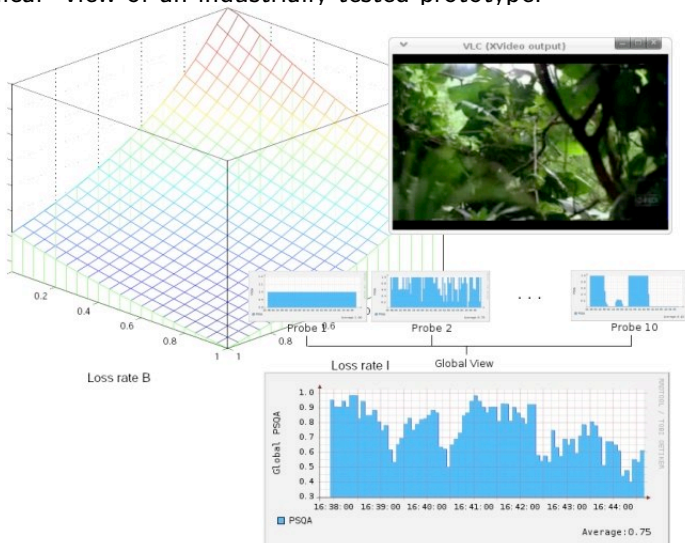 view of an industrially tested prototype.
VLC (XVideo output)
0.2
0.4
0.6
0.8
1
1
0.8
0.6
Loss rate B
Loss rate I
Probe 1
Probe 2
. . .
Probe 10
Global View
Global PSQA
1.0
0.9
0.8
0.7
0.6
0.5
0.4
0.3
16:38:00 16:39:00 16:40:00 16:41:00 16:42:00 16:43:00 16:44:00
PSQA
Average:0.75
RRDTOOL / TOBI OETIKER